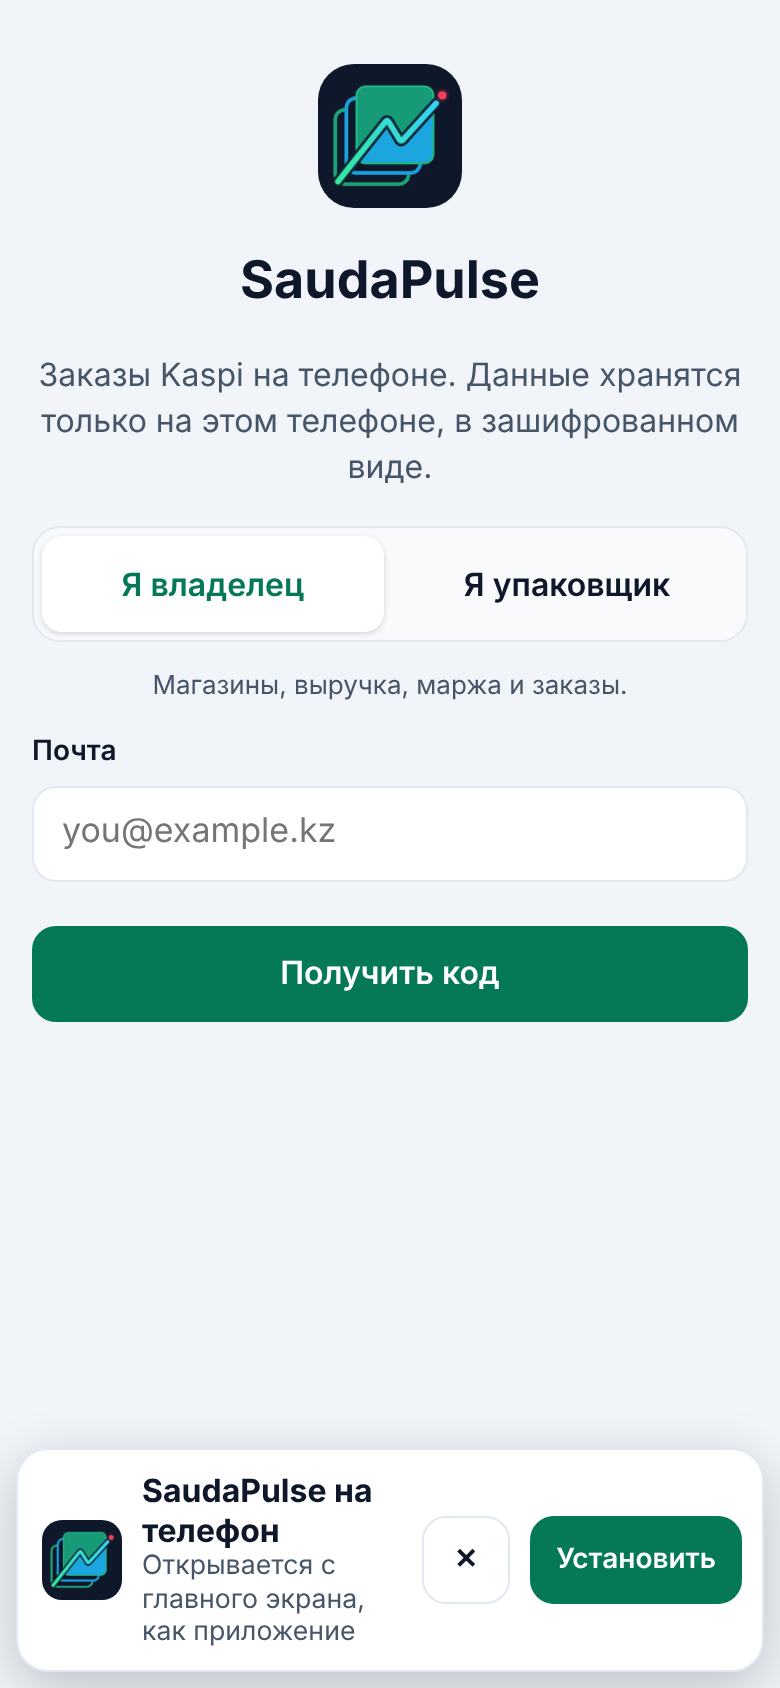 SaudaPulse
Заказы Kaspi на телефоне. Данные хранятся
только на этом телефоне, в зашифрованном
виде.
Я владелец
Я упаковщик
Магазины, выручка, маржа и заказы.
Почта
you@example.kz
Получить код
SaudaPulse на
телефон
Открывается с
главного экрана,
как приложение
×
Установить